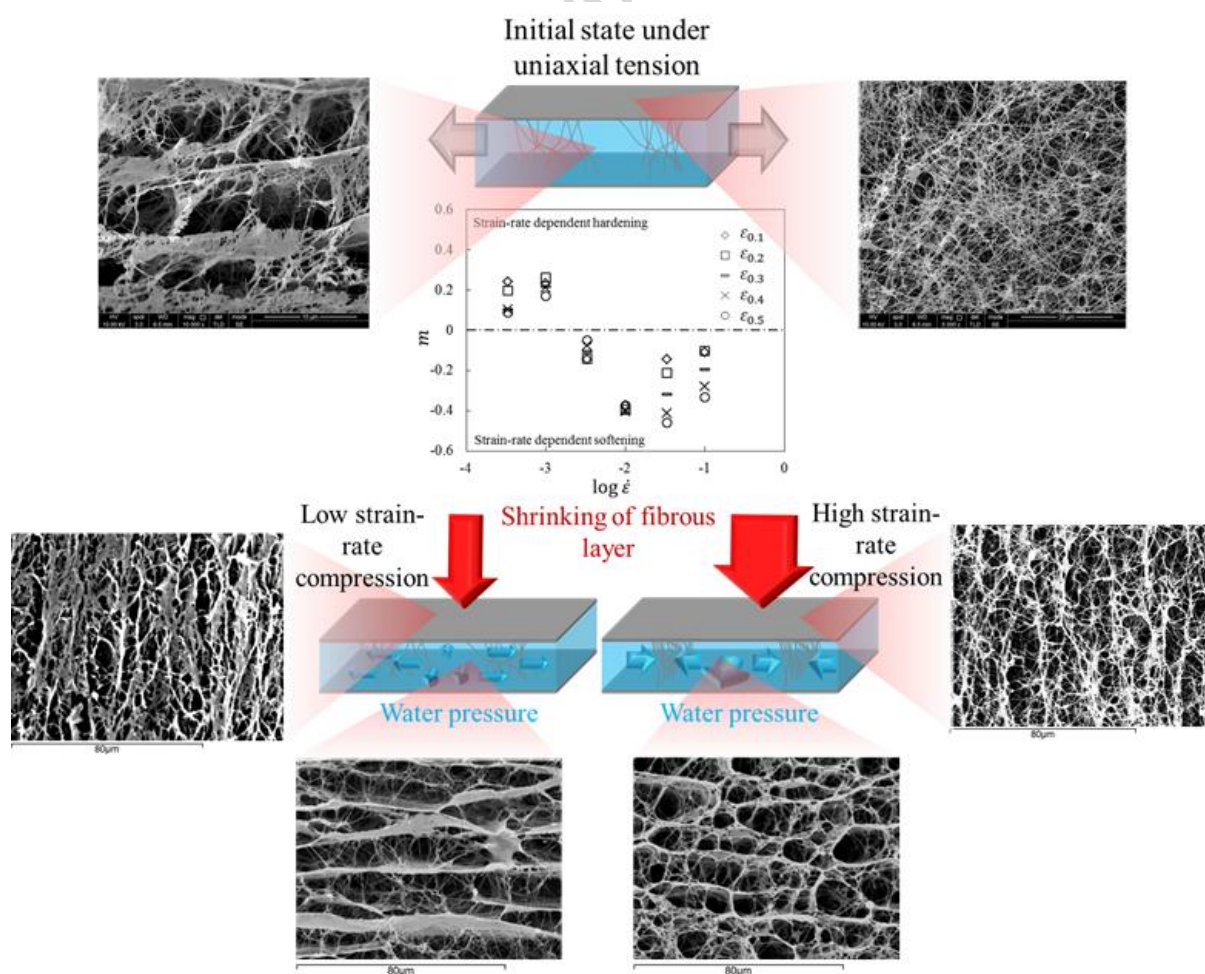 Initial state under
uniaxial tension
0.6
0.4
0.2
0
-0.2
-0.4
-0.6
m
Strain-rate dependent hardening
ε0.1
ε0.2
ε0.3
ε0.4
ε0.5
Strain-rate dependent softening
-4
-3
-2
-1
0
log ε̇
Low strain-
rate
compression
Shrinking of fibrous
layer
High strain-
rate
compression
Water pressure
Water pressure
80µm
80µm
80µm
80µm